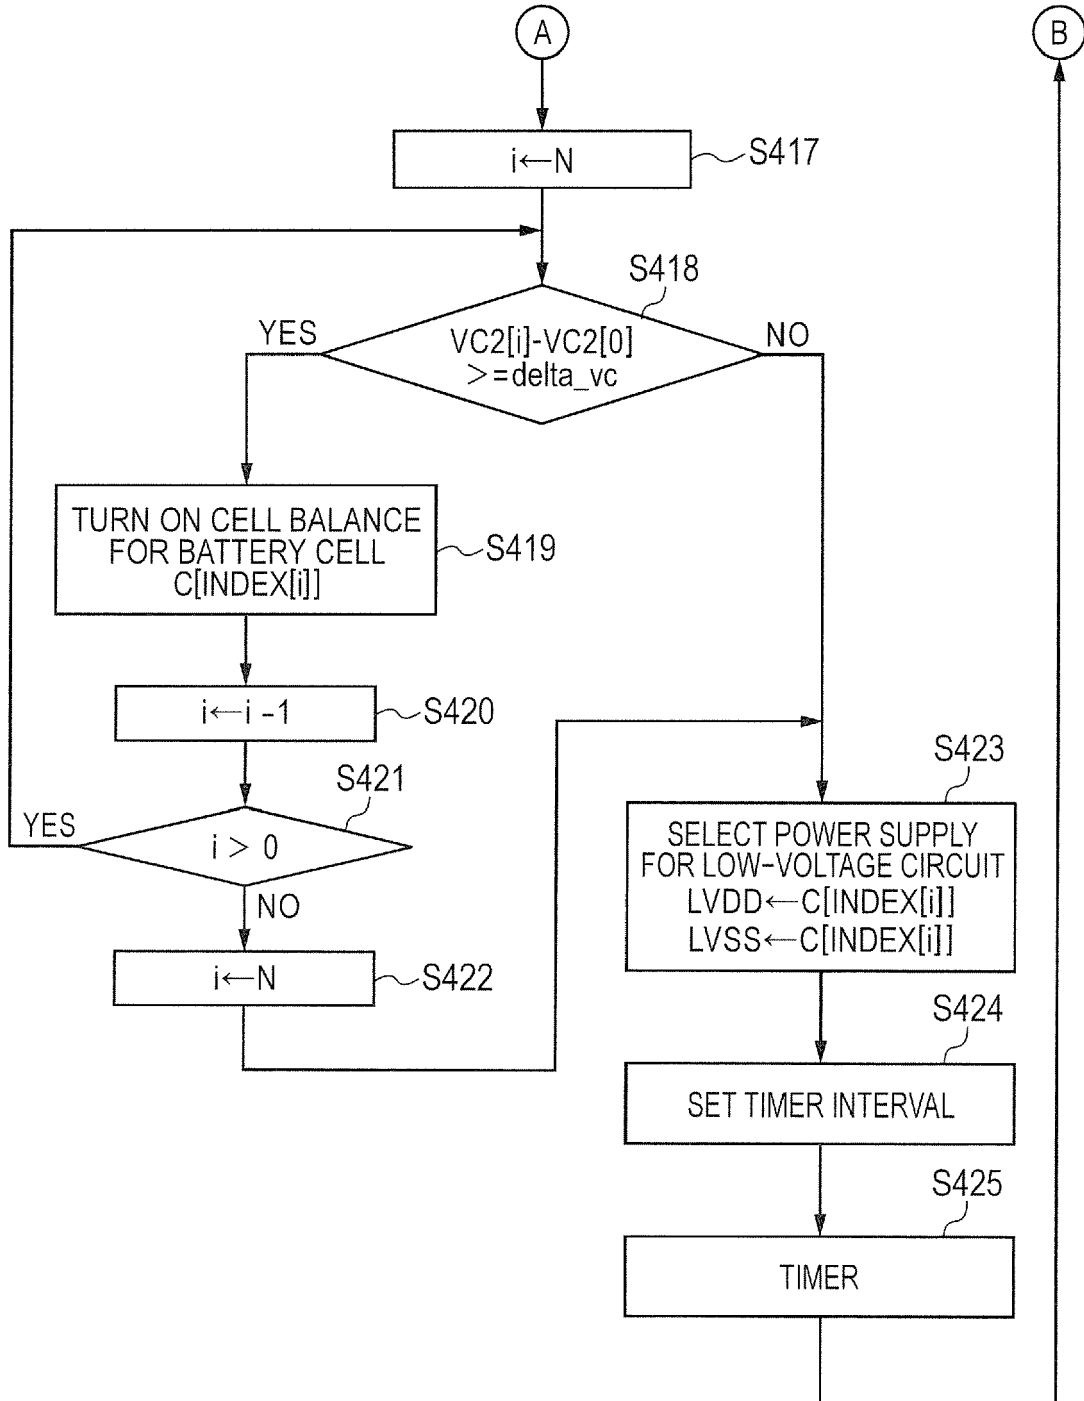 A
B
i←N
S417
S418
YES
VC2[i]-VC2[0]
>=delta_vc
NO
TURN ON CELL BALANCE
FOR BATTERY CELL
C[INDEX[i]]
S419
i←i -1
S420
S421
YES
i > 0
NO
i←N
S422
S423
SELECT POWER SUPPLY
FOR LOW-VOLTAGE CIRCUIT
LVDD←C[INDEX[i]]
LVSS←C[INDEX[i]]
S424
SET TIMER INTERVAL
S425
TIMER